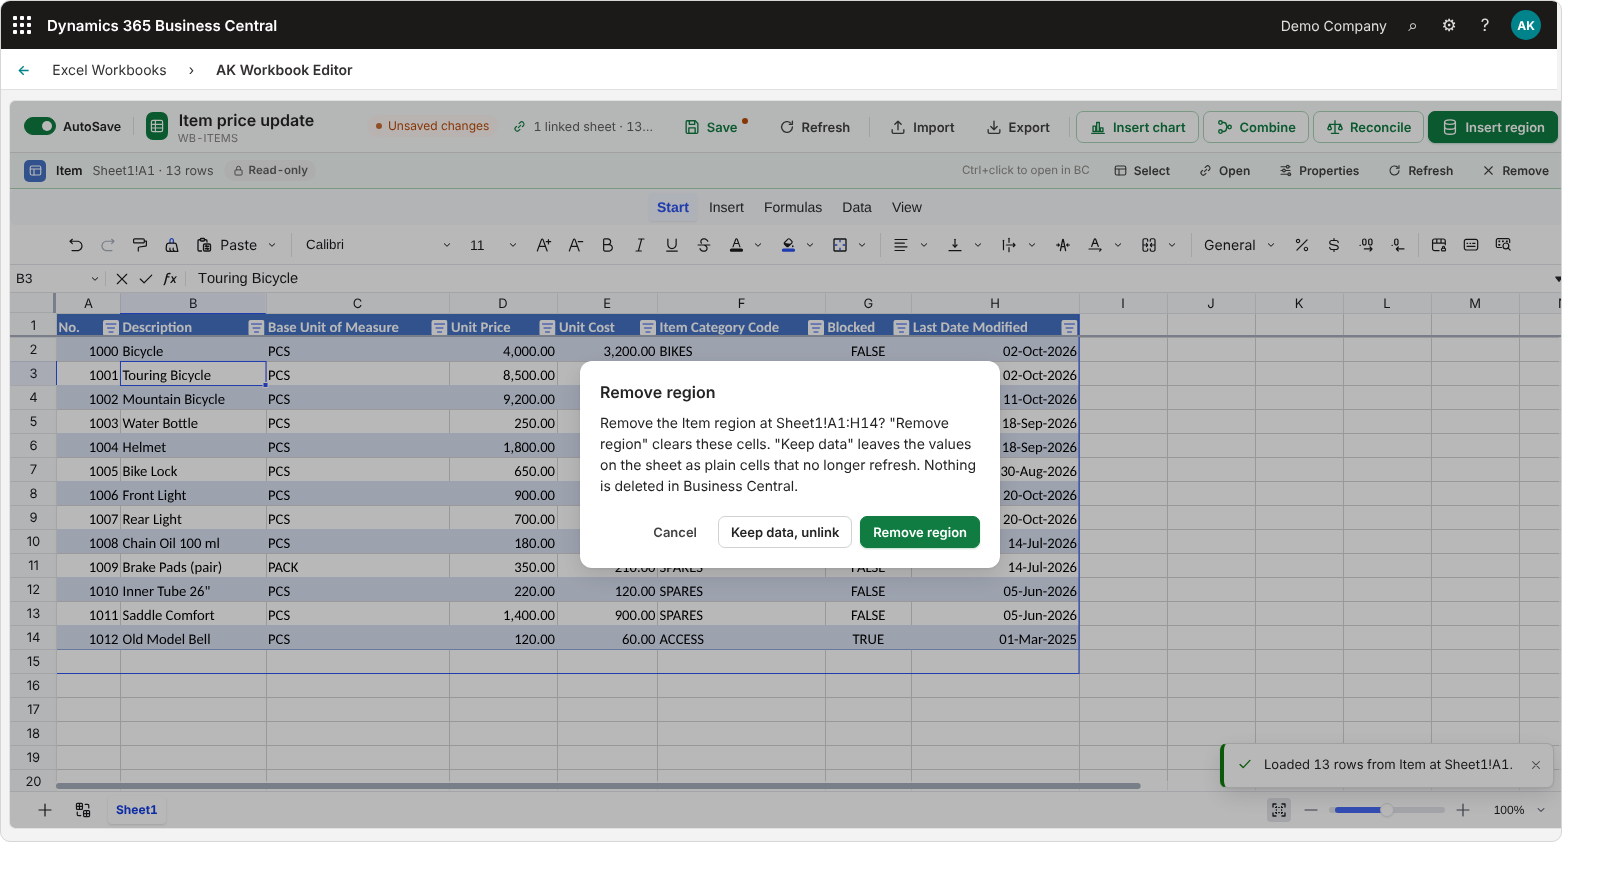 Dynamics 365 Business Central
Demo Company
?
AK
Excel Workbooks › AK Workbook Editor
AutoSave
Item price update
WB-ITEMS
Unsaved changes
1 linked sheet · 13...
Save
Refresh
Import
Export
Insert chart
Combine
Reconcile
Insert region
Item Sheet1!A1 · 13 rows Read-only
Ctrl+click to open in BC
Select
Open
Properties
Refresh
Remove
Start Insert Formulas Data View
Paste
Calibri
11
General
%
$
B3
fx
Touring Bicycle
A B C D E F G H I J K L M
1 No. Description Base Unit of Measure Unit Price Unit Cost Item Category Code Blocked Last Date Modified
2 1000 Bicycle PCS 4,000.00 3,200.00 BIKES FALSE 02-Oct-2026
3 1001 Touring Bicycle PCS 8,500.00 02-Oct-2026
4 1002 Mountain Bicycle PCS 9,200.00 11-Oct-2026
5 1003 Water Bottle PCS 250.00 18-Sep-2026
6 1004 Helmet PCS 1,800.00 18-Sep-2026
7 1005 Bike Lock PCS 650.00 30-Aug-2026
8 1006 Front Light PCS 900.00 20-Oct-2026
9 1007 Rear Light PCS 700.00 20-Oct-2026
10 1008 Chain Oil 100 ml PCS 180.00 14-Jul-2026
11 1009 Brake Pads (pair) PACK 350.00 210.00 SPARES FALSE 14-Jul-2026
12 1010 Inner Tube 26" PCS 220.00 120.00 SPARES FALSE 05-Jun-2026
13 1011 Saddle Comfort PCS 1,400.00 900.00 SPARES FALSE 05-Jun-2026
14 1012 Old Model Bell PCS 120.00 60.00 ACCESS TRUE 01-Mar-2025
15
16
17
18
19
20
Remove region
Remove the Item region at Sheet1!A1:H14? "Remove
region" clears these cells. "Keep data" leaves the values
on the sheet as plain cells that no longer refresh. Nothing
is deleted in Business Central.
Cancel
Keep data, unlink
Remove region
Loaded 13 rows from Item at Sheet1!A1.
Sheet1
100%